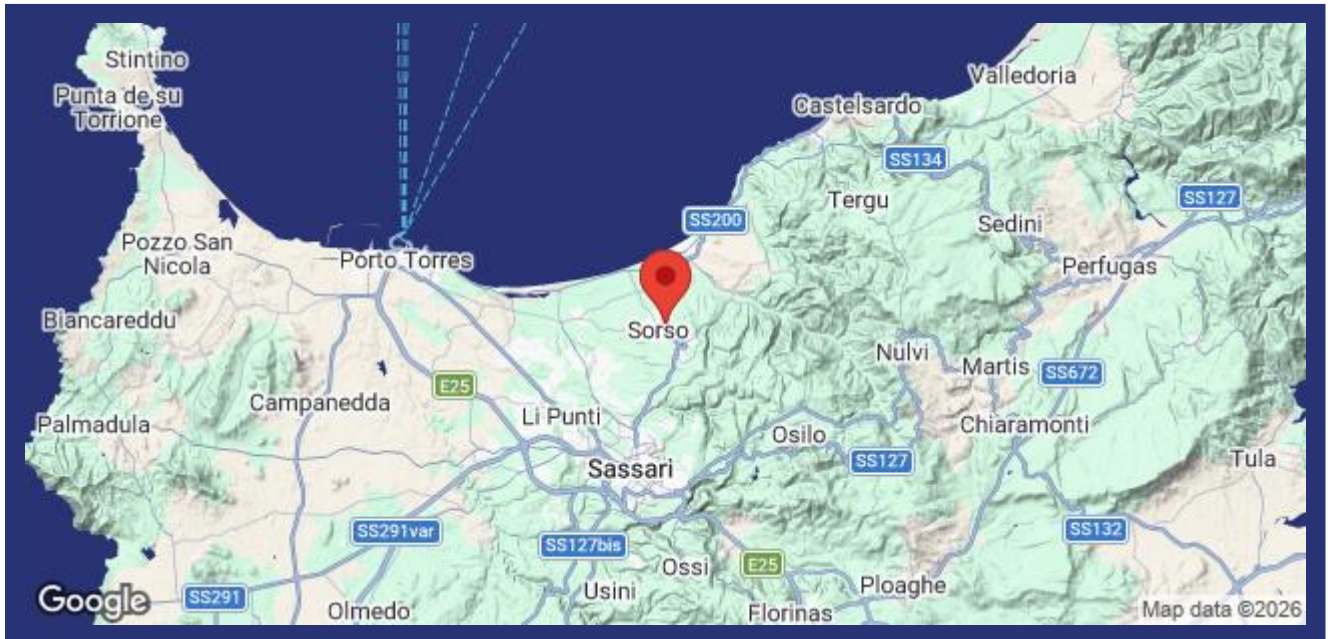 Stintino
Valledoria
Punta de su
Torrione
Castelsardo
SS134
SS127
Tergu
SS200
Sedini
Pozzo San
Nicola
Porto Torres
Perfugas
Blancareddu
Sorso
Nulvi
Martis
SS672
E25
Campanedda
Li Punti
Palmadula
Chiaramonti
Osilo
Sassari
SS127
Tula
SS291var
SS132
SS127bis
Ossi
E25
Usini
Ploaghe
Google
SS291
Olmedo
Florinas
Map data ©2026